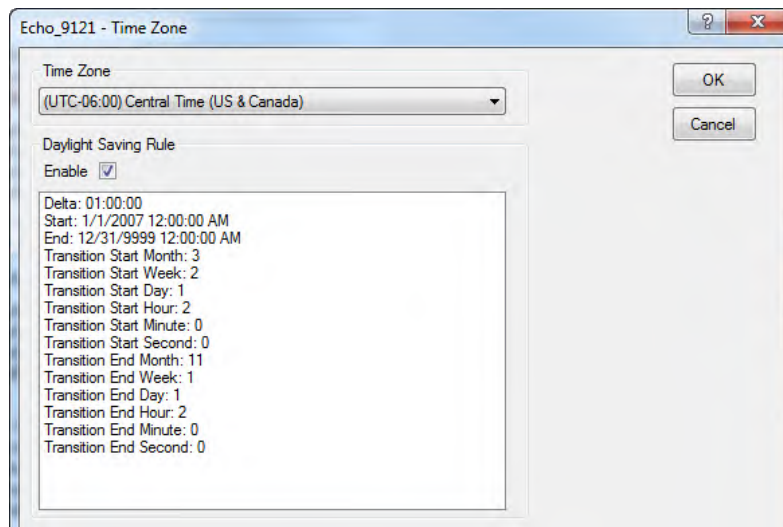 Echo_9121 - Time Zone
Time Zone
(UTC-06:00) Central Time (US & Canada)
OK
Cancel
Daylight Saving Rule
Enable
Delta: 01:00:00
Start: 1/1/2007 12:00:00 AM
End: 12/31/9999 12:00:00 AM
Transition Start Month: 3
Transition Start Week: 2
Transition Start Day: 1
Transition Start Hour: 2
Transition Start Minute: 0
Transition Start Second: 0
Transition End Month: 11
Transition End Week: 1
Transition End Day: 1
Transition End Hour: 2
Transition End Minute: 0
Transition End Second: 0